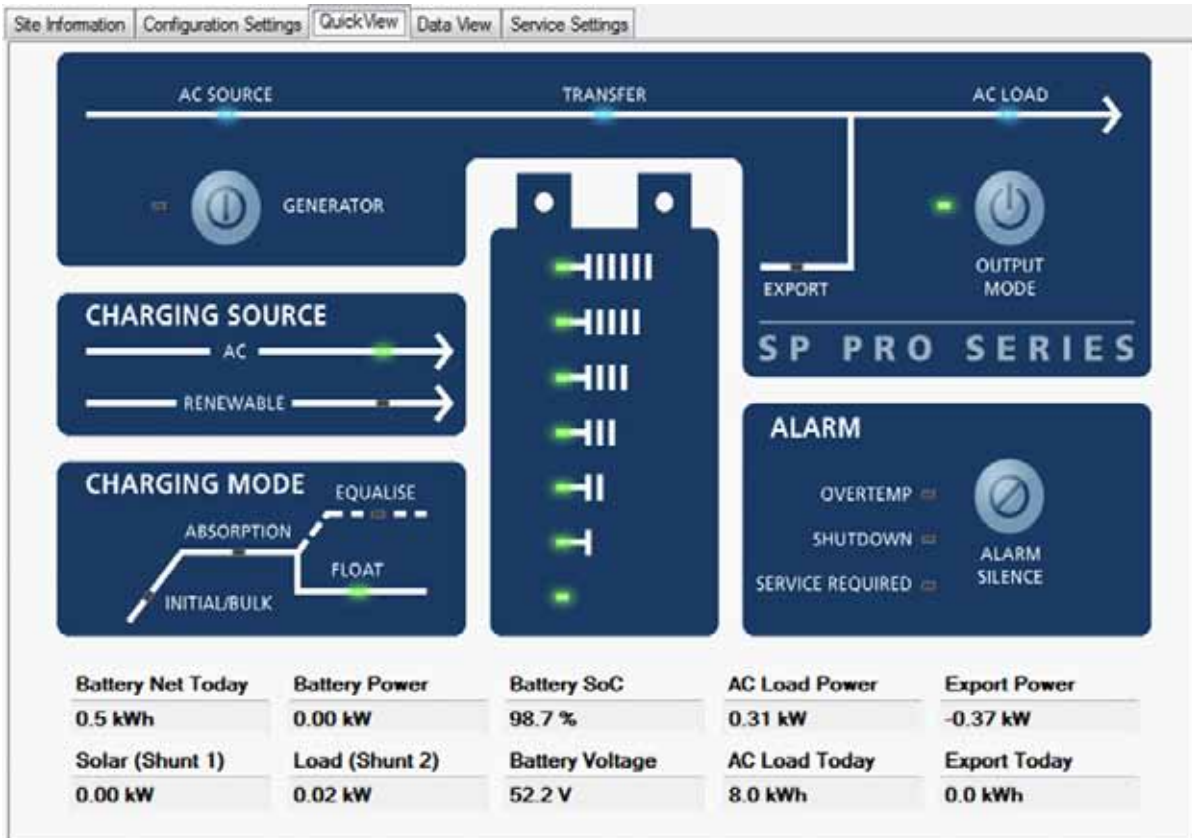 Site Information
Configuration Settings
QuickView
Data View
Service Settings
AC SOURCE
TRANSFER
AC LOAD
GENERATOR
EXPORT
OUTPUT
MODE
SP PRO SERIES
CHARGING SOURCE
AC
RENEWABLE
CHARGING MODE
EQUALISE
ABSORPTION
FLOAT
INITIAL/BULK
ALARM
OVERTEMP
SHUTDOWN
SERVICE REQUIRED
ALARM
SILENCE
Battery Net Today
0.5 kWh
Battery Power
0.00 kW
Battery SoC
98.7 %
AC Load Power
0.31 kW
Export Power
-0.37 kW
Solar (Shunt 1)
0.00 kW
Load (Shunt 2)
0.02 kW
Battery Voltage
52.2 V
AC Load Today
8.0 kWh
Export Today
0.0 kWh